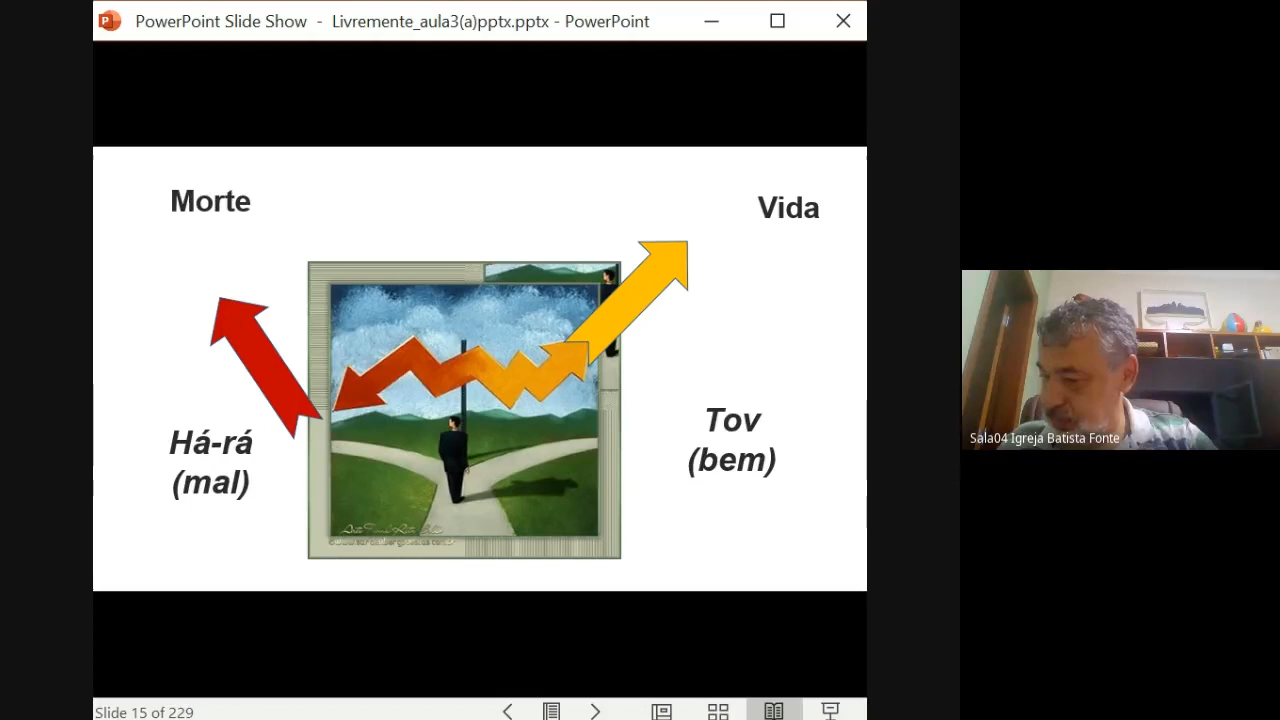 PowerPoint Slide Show - Livremente_aula3(a)pptx.pptx - PowerPoint
Morte
Vida
Há-rá
(mal)
Tov
(bem)
Sala04 Igreja Batista Fonte
Slide 15 of 229